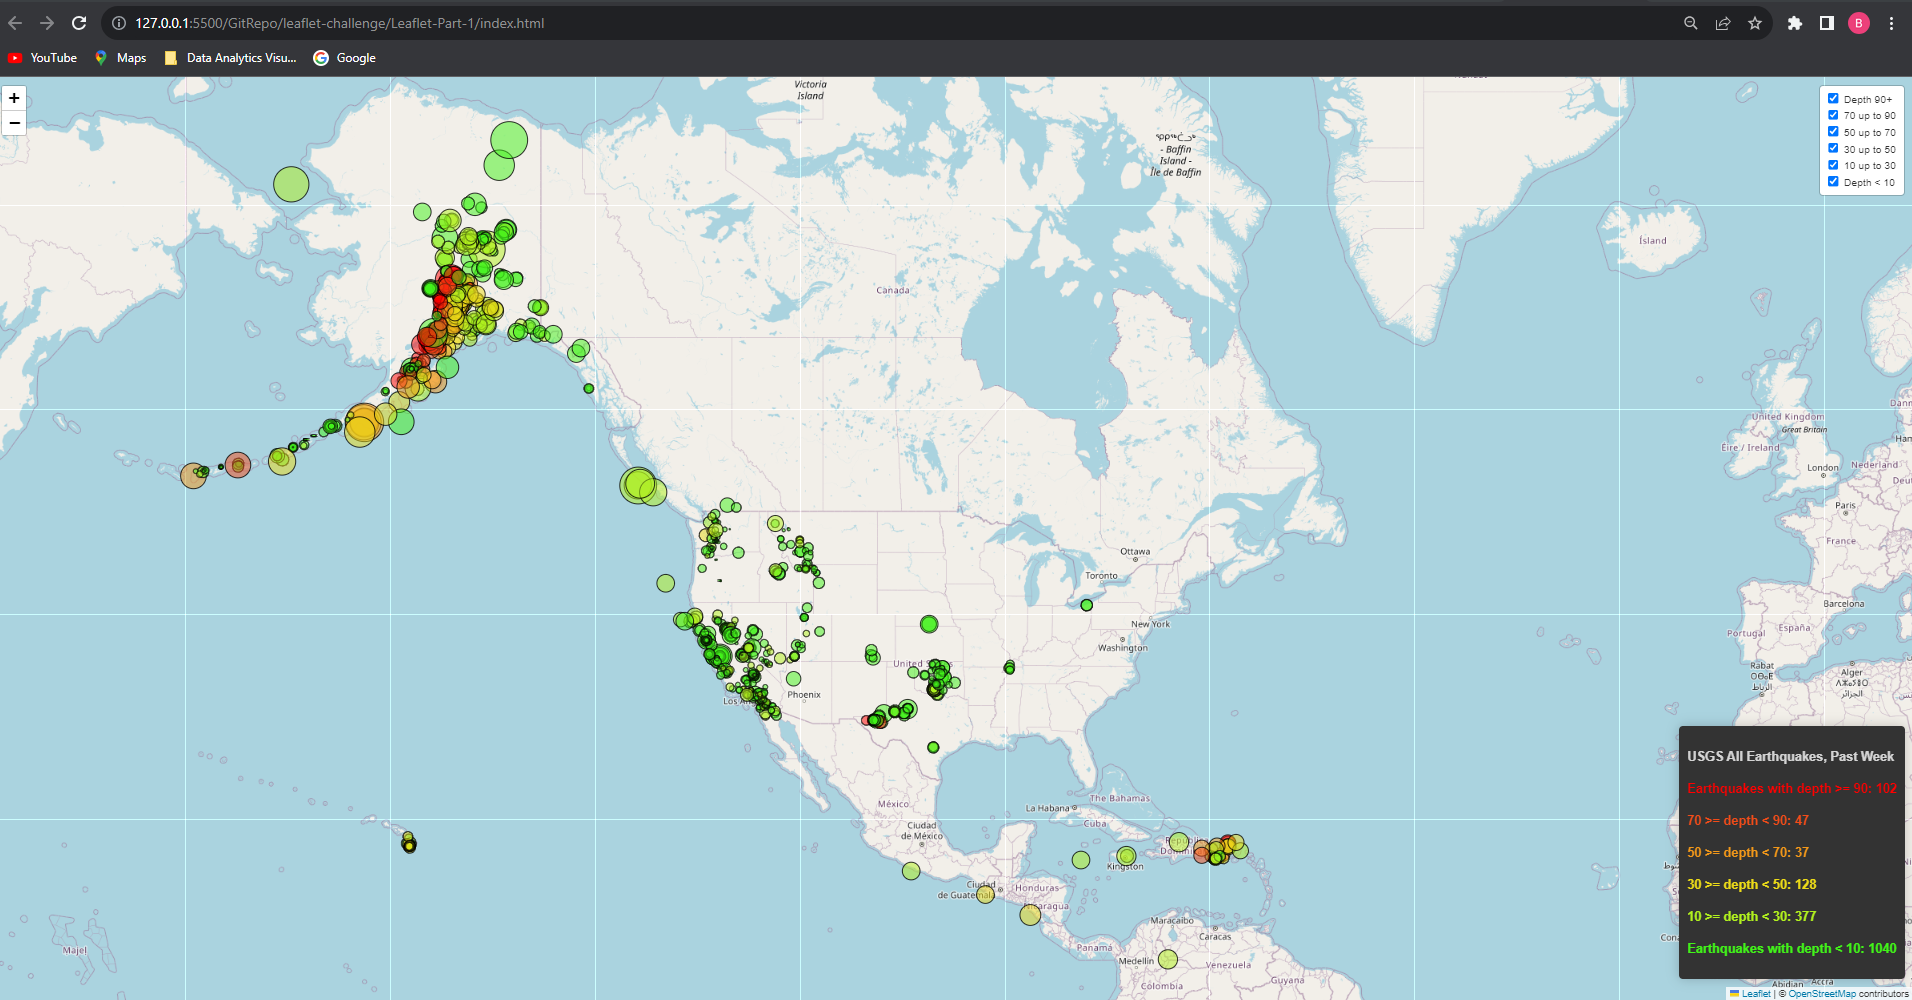 127.0.0.1:5500/GitRepo/leaflet-challenge/Leaflet-Part-1/index.html
B
YouTube
Maps
Data Analytics Visu...
Google
+
−
Depth 90+
70 up to 90
50 up to 70
30 up to 50
10 up to 30
Depth < 10
Victoria
Island
- Baffin
Island -
Île de Baffin
Ísland
Canada
United Kingdom
Great Britain
Éire / Ireland
London
Nederland
Paris
France
Ottawa
Toronto
New York
Washington
Barcelona
Portugal
España
Rabat
الرباط
Alger
الجزائر
Phoenix
México
Ciudad
de México
La Habana
The Bahamas
Cuba
Kingston
Ciudad
de Guatemala
Honduras
Nicaragua
Maracaibo
Caracas
Panamá
Medellín
Venezuela
Colombia
Guyana
Majel
USGS All Earthquakes, Past Week
Earthquakes with depth >= 90: 102
70 >= depth < 90: 47
50 >= depth < 70: 37
30 >= depth < 50: 128
10 >= depth < 30: 377
Earthquakes with depth < 10: 1040
Abidjan
Accra
Leaflet | © OpenStreetMap contributors